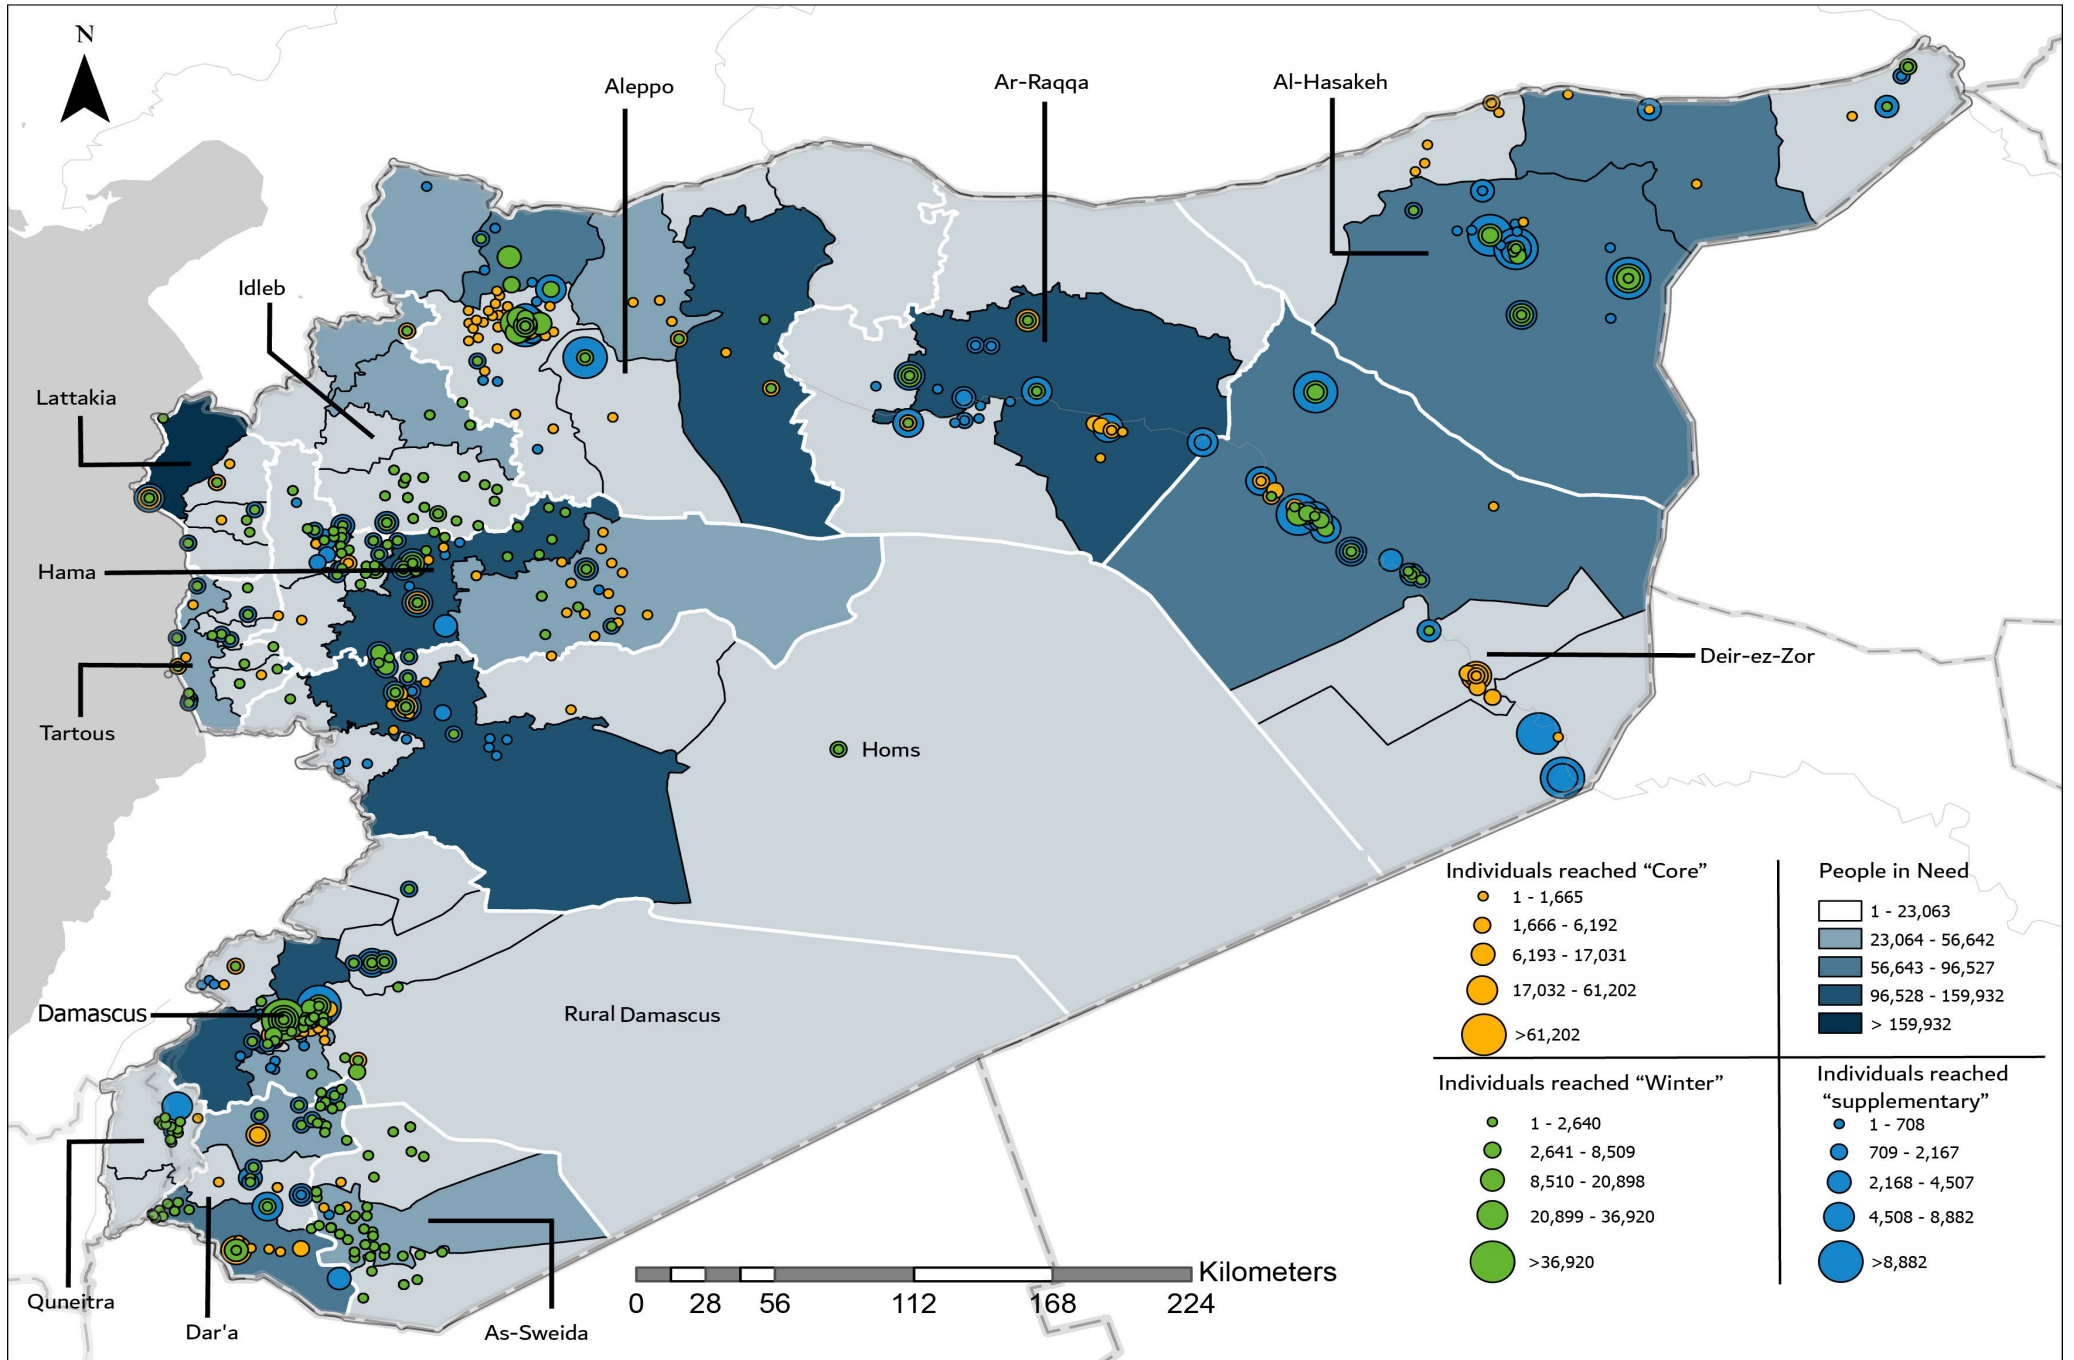 N
Aleppo
Ar-Raqqa
Al-Hasakeh
Idleb
Lattakia
Hama
Tartous
Deir-ez-Zor
Homs
Damascus
Rural Damascus
Quneitra
Dar'a
As-Sweida
Kilometers
0 28 56 112 168 224
Individuals reached “Core”
1 - 1,665
1,666 - 6,192
6,193 - 17,031
17,032 - 61,202
>61,202
People in Need
1 - 23,063
23,064 - 56,642
56,643 - 96,527
96,528 - 159,932
> 159,932
Individuals reached “Winter”
1 - 2,640
2,641 - 8,509
8,510 - 20,898
20,899 - 36,920
>36,920
Individuals reached
“supplementary”
1 - 708
709 - 2,167
2,168 - 4,507
4,508 - 8,882
>8,882